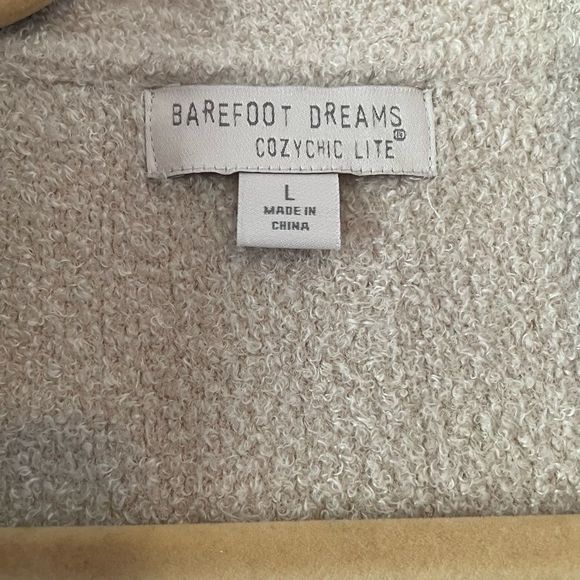 BAREFOOT DREAMS
COZYCHIC LITE
L
MADE IN
CHINA